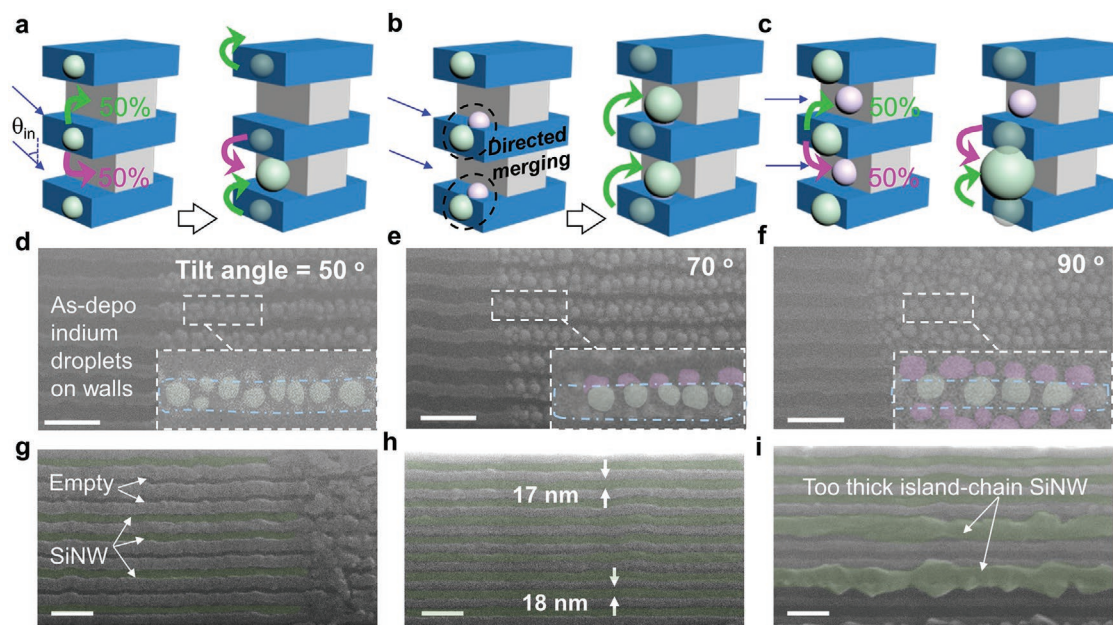 a
b
c
50%
50%
θin
50%
50%
Directed
merging
d
Tilt angle = 50 °
As-depo
indium
droplets
on walls
e
70 °
f
90 °
g
Empty
SiNW
h
17 nm
18 nm
i
Too thick island-chain SiNW